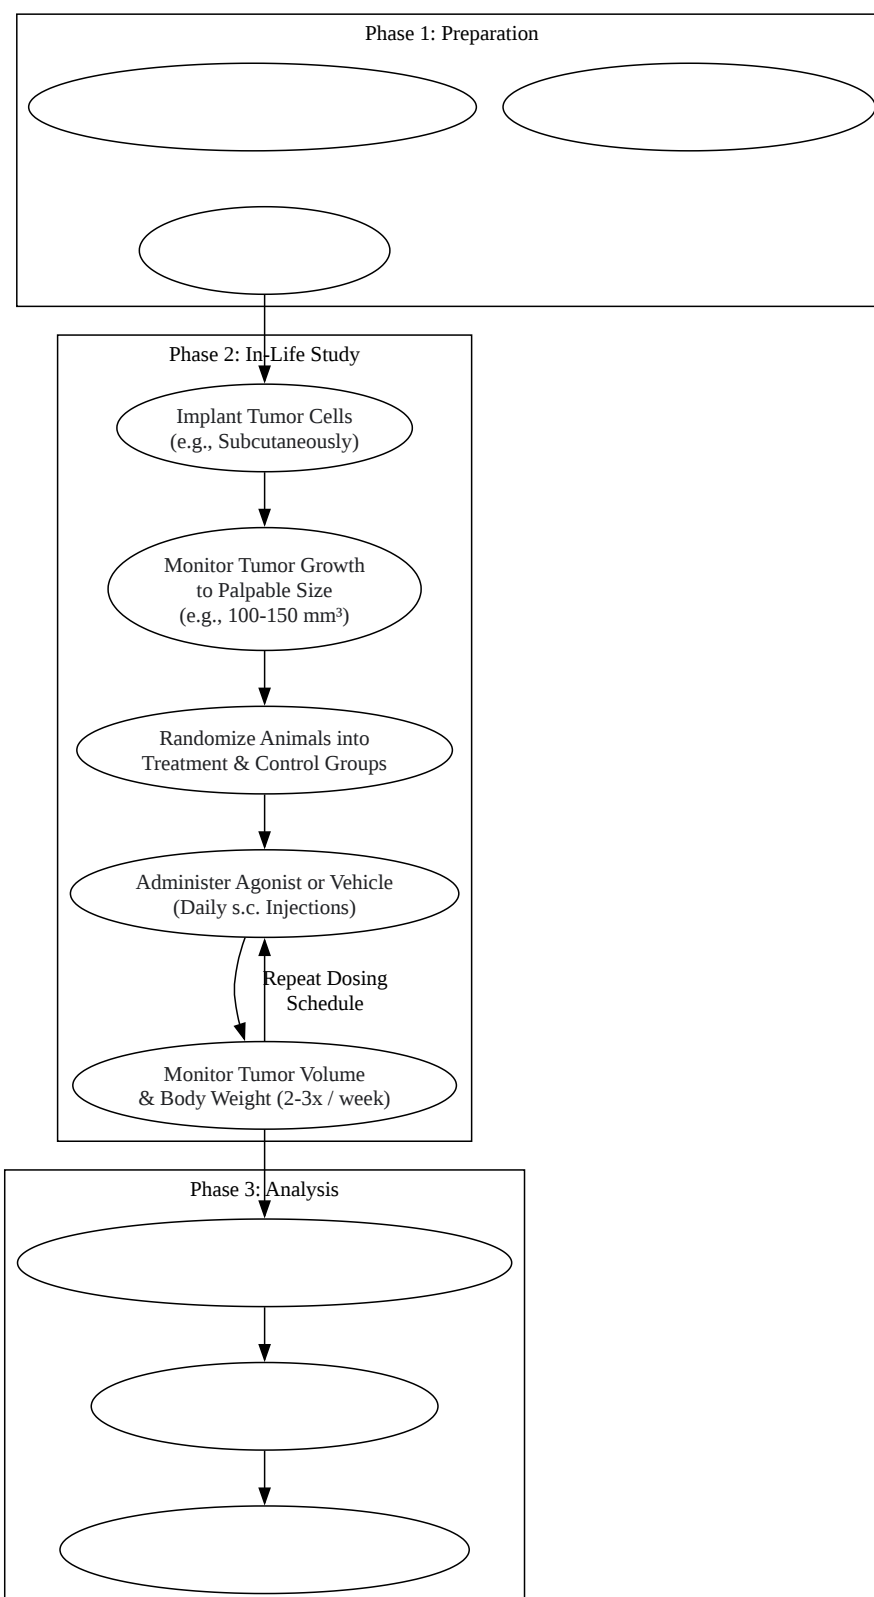 Phase 1: Preparation
Phase 2: In-Life Study
Implant Tumor Cells
(e.g., Subcutaneously)
Monitor Tumor Growth
to Palpable Size
(e.g., 100-150 mm³)
Randomize Animals into
Treatment & Control Groups
Administer Agonist or Vehicle
(Daily s.c. Injections)
Repeat Dosing
Schedule
Monitor Tumor Volume
& Body Weight (2-3x / week)
Phase 3: Analysis